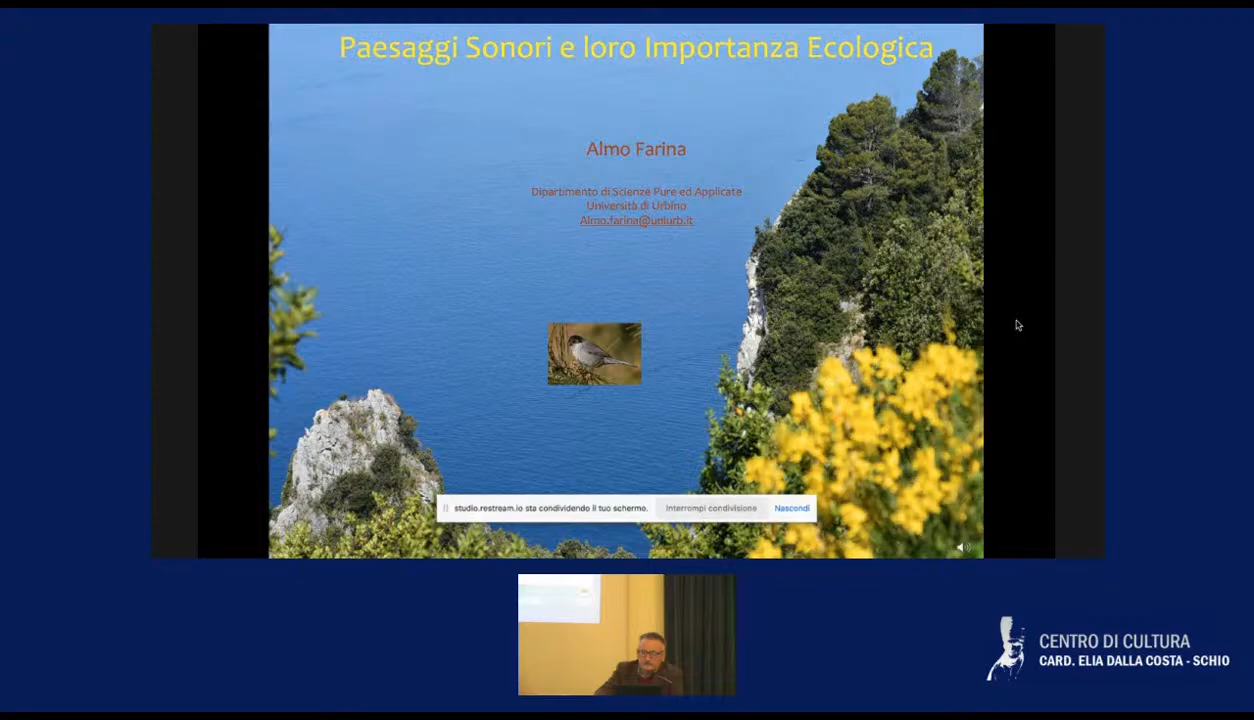 Paesaggi Sonori e loro Importanza Ecologica
Almo Farina
Dipartimento di Scienze Pure ed Applicate
Università di Urbino
Almo.farina@uniurb.it
studio.restream.io sta condividendo il tuo schermo.
Interrompi condivisione
Nascondi
CENTRO DI CULTURA
CARD. ELIA DALLA COSTA - SCHIO